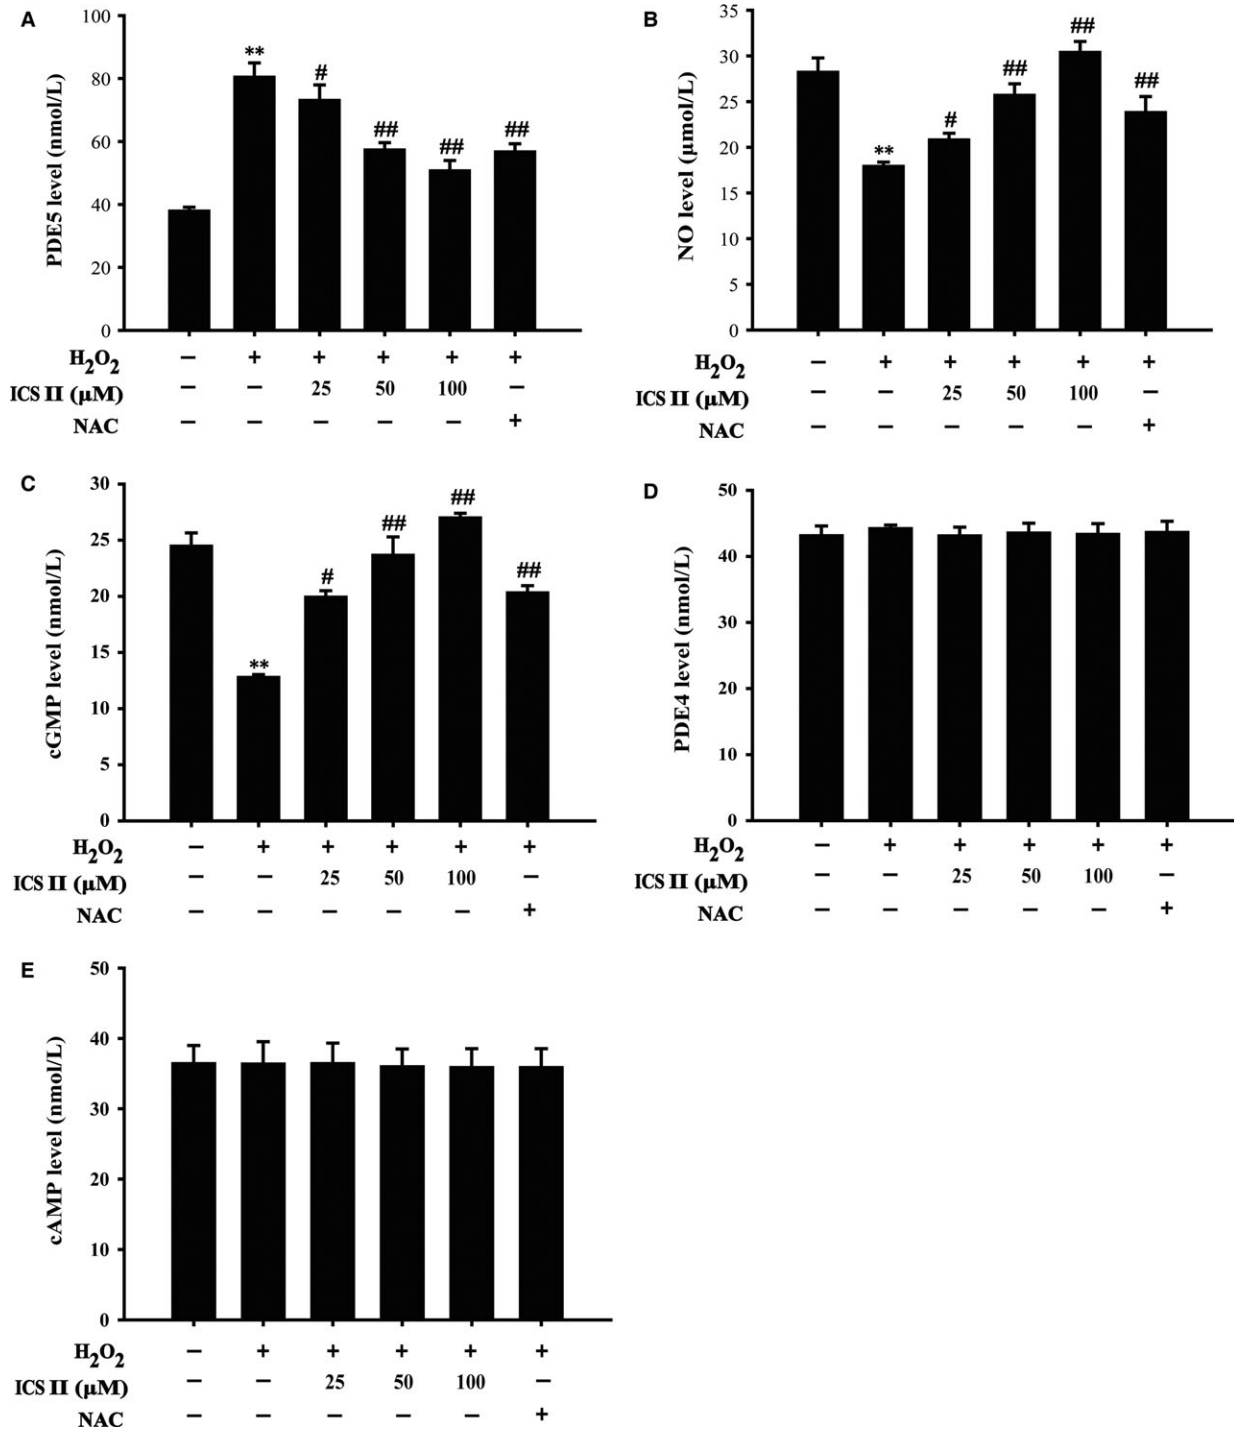 A
PDE5 level (nmol/L)
100
80
60
40
20
0
** # ## ## ##
H2O2 – + + + + +
ICS II (μM) – – 25 50 100 –
NAC – – – – – +
B
NO level (μmol/L)
35
30
25
20
15
10
5
0
** # ## ## ##
H2O2 – + + + + +
ICS II (μM) – – 25 50 100 –
NAC – – – – – +
C
cGMP level (nmol/L)
30
25
20
15
10
5
0
** # ## ## ##
H2O2 – + + + + +
ICS II (μM) – – 25 50 100 –
NAC – – – – – +
D
PDE4 level (nmol/L)
50
40
30
20
10
0
H2O2 – + + + + +
ICS II (μM) – – 25 50 100 –
NAC – – – – – +
E
cAMP level (nmol/L)
50
40
30
20
10
0
H2O2 – + + + + +
ICS II (μM) – – 25 50 100 –
NAC – – – – – +